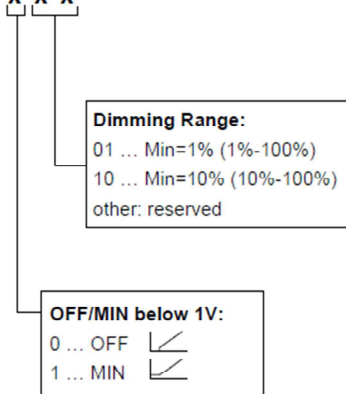 X X X
Dimming Range:
01 ... Min=1% (1%-100%)
10 ... Min=10% (10%-100%)
other: reserved
OFF/MIN below 1V:
0 ... OFF
1 ... MIN